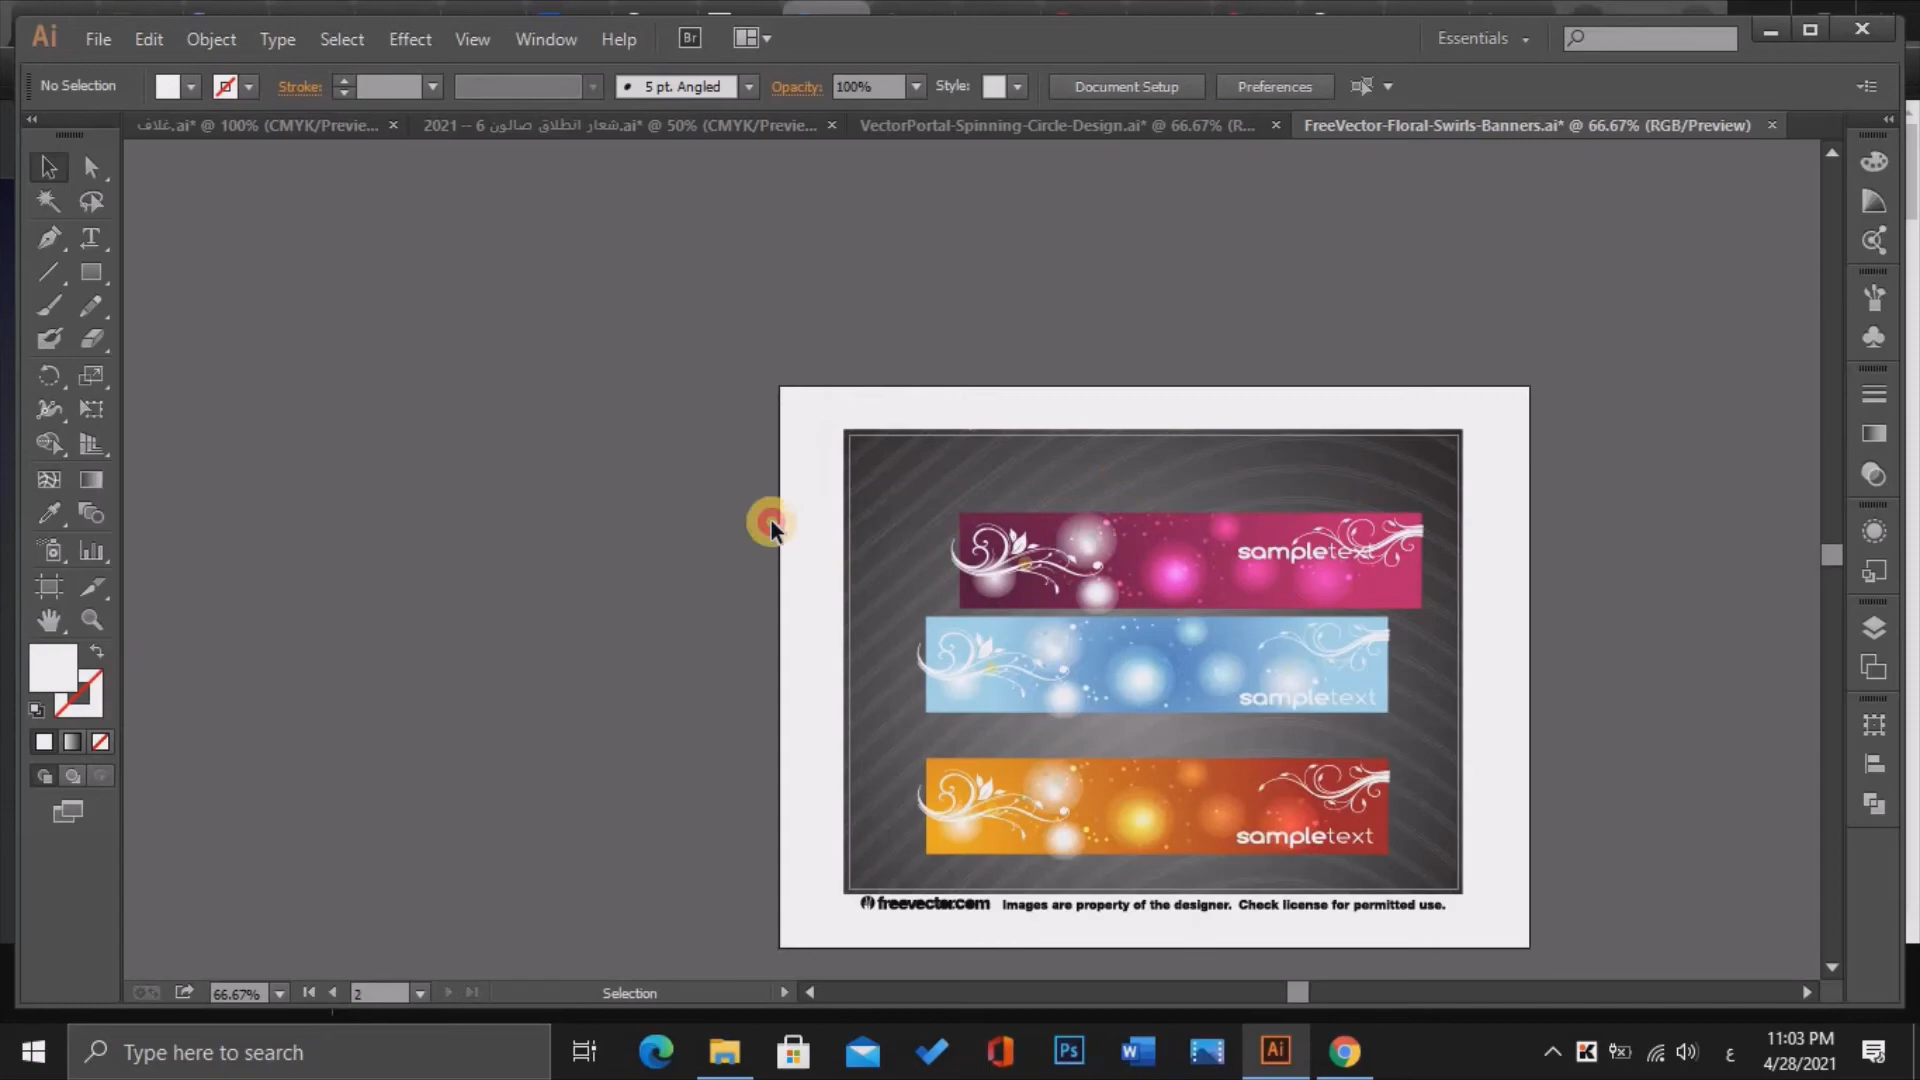 Ai File Edit Object Type Select Effect View Window Help Br Essentials
No Selection Stroke: 5 pt. Angled Opacity: 100% Style: Document Setup Preferences
غلاف.ai* @ 100% (CMYK/Previe... شعار انطلاق صالون 6 -- 2021.ai* @ 50% (CMYK/Previe... VectorPortal-Spinning-Circle-Design.ai* @ 66.67% (R... FreeVector-Floral-Swirls-Banners.ai* @ 66.67% (RGB/Preview)
sampletext
sampletext
sampletext
freevector.com Images are property of the designer. Check license for permitted use.
66.67% 2 Selection
Type here to search Ps W Ai K ع 11:03 PM
4/28/2021